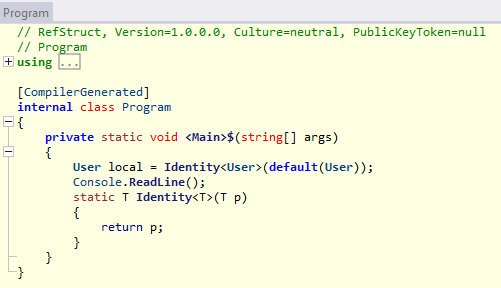 Program
// RefStruct, Version=1.0.0.0, Culture=neutral, PublicKeyToken=null
// Program
using ...
[CompilerGenerated]
internal class Program
{
    private static void <Main>$(string[] args)
    {
        User local = Identity<User>(default(User));
        Console.ReadLine();
        static T Identity<T>(T p)
        {
            return p;
        }
    }
}